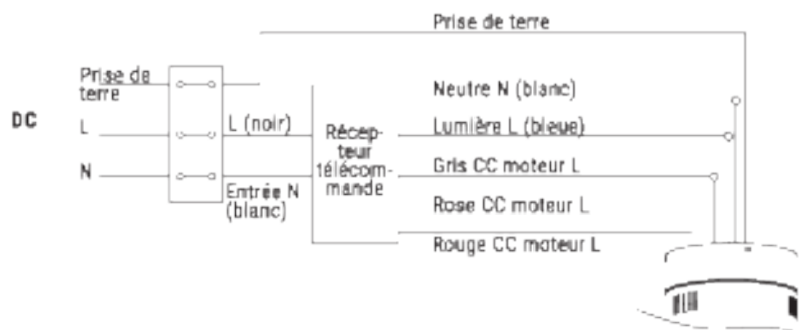 Prise de terre
Prise de
terre
DC
L
N
L (noir)
Entrée N
(blanc)
Récep-
teur
télécom-
mande
Neutre N (blanc)
Lumière L (bleue)
Gris CC moteur L
Rose CC moteur L
Rouge CC moteur L